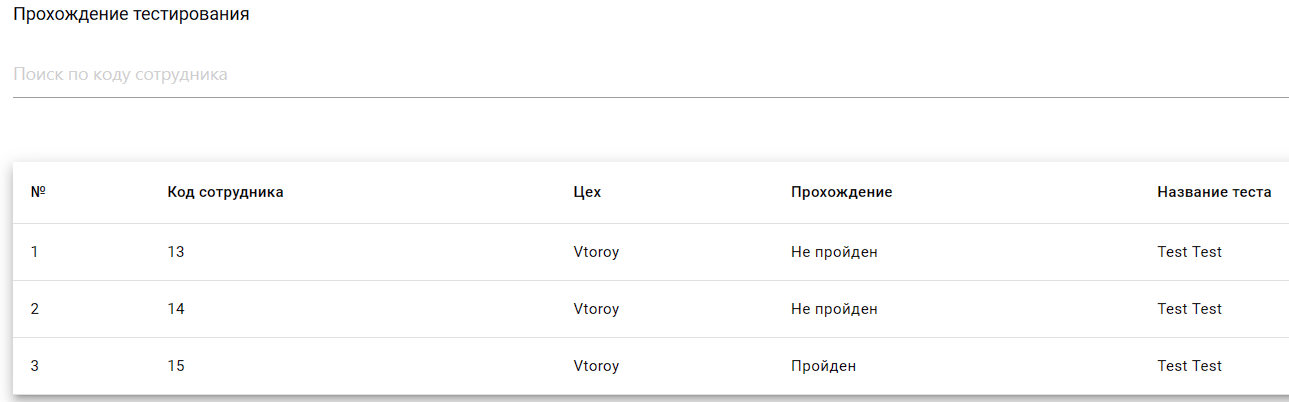 Прохождение тестирования
Поиск по коду сотрудника
№ Код сотрудника Цех Прохождение Название теста
1 13 Vtoroy Не пройден Test Test
2 14 Vtoroy Не пройден Test Test
3 15 Vtoroy Пройден Test Test